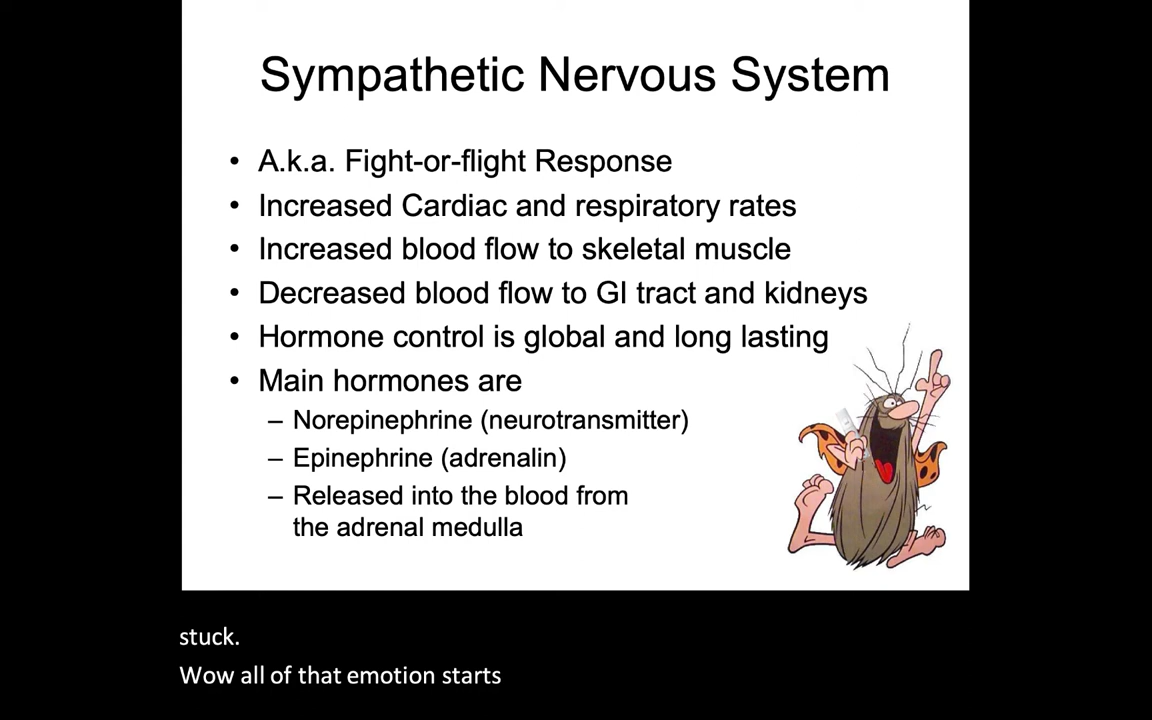 Sympathetic Nervous System
• A.k.a. Fight-or-flight Response
• Increased Cardiac and respiratory rates
• Increased blood flow to skeletal muscle
• Decreased blood flow to GI tract and kidneys
• Hormone control is global and long lasting
• Main hormones are
– Norepinephrine (neurotransmitter)
– Epinephrine (adrenalin)
– Released into the blood from
the adrenal medulla
stuck.
Wow all of that emotion starts